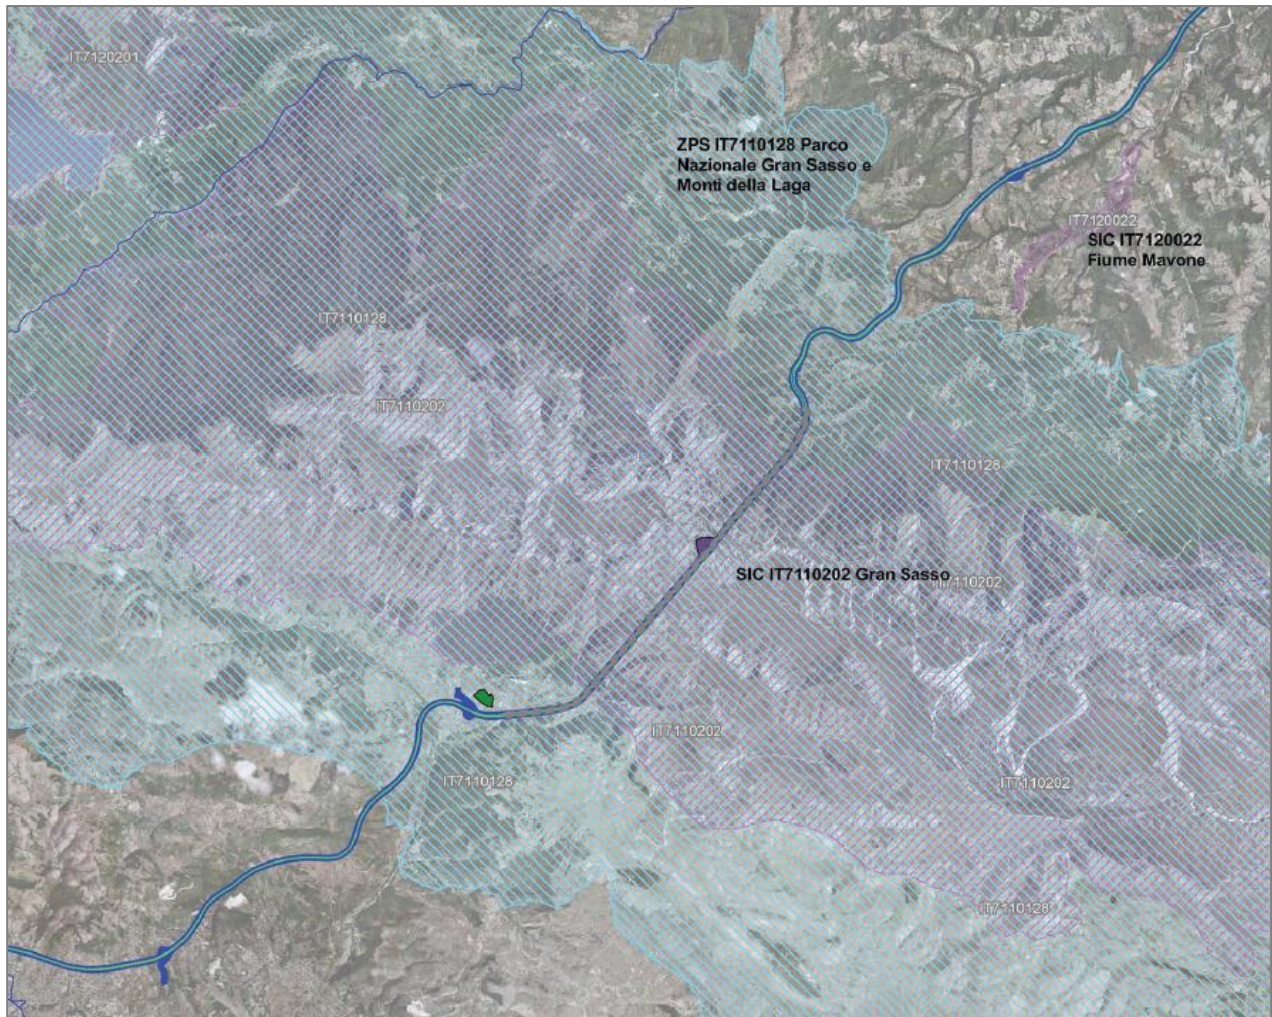 IT7120201
ZPS IT7110128 Parco
Nazionale Gran Sasso e
Monti della Laga
IT7120022
SIC IT7120022
Fiume Mavone
IT7110128
IT7110202
IT7110128
SIC IT7110202 Gran Sasso
IT7110202
IT7110202
IT7110128
IT7110202
IT7110128